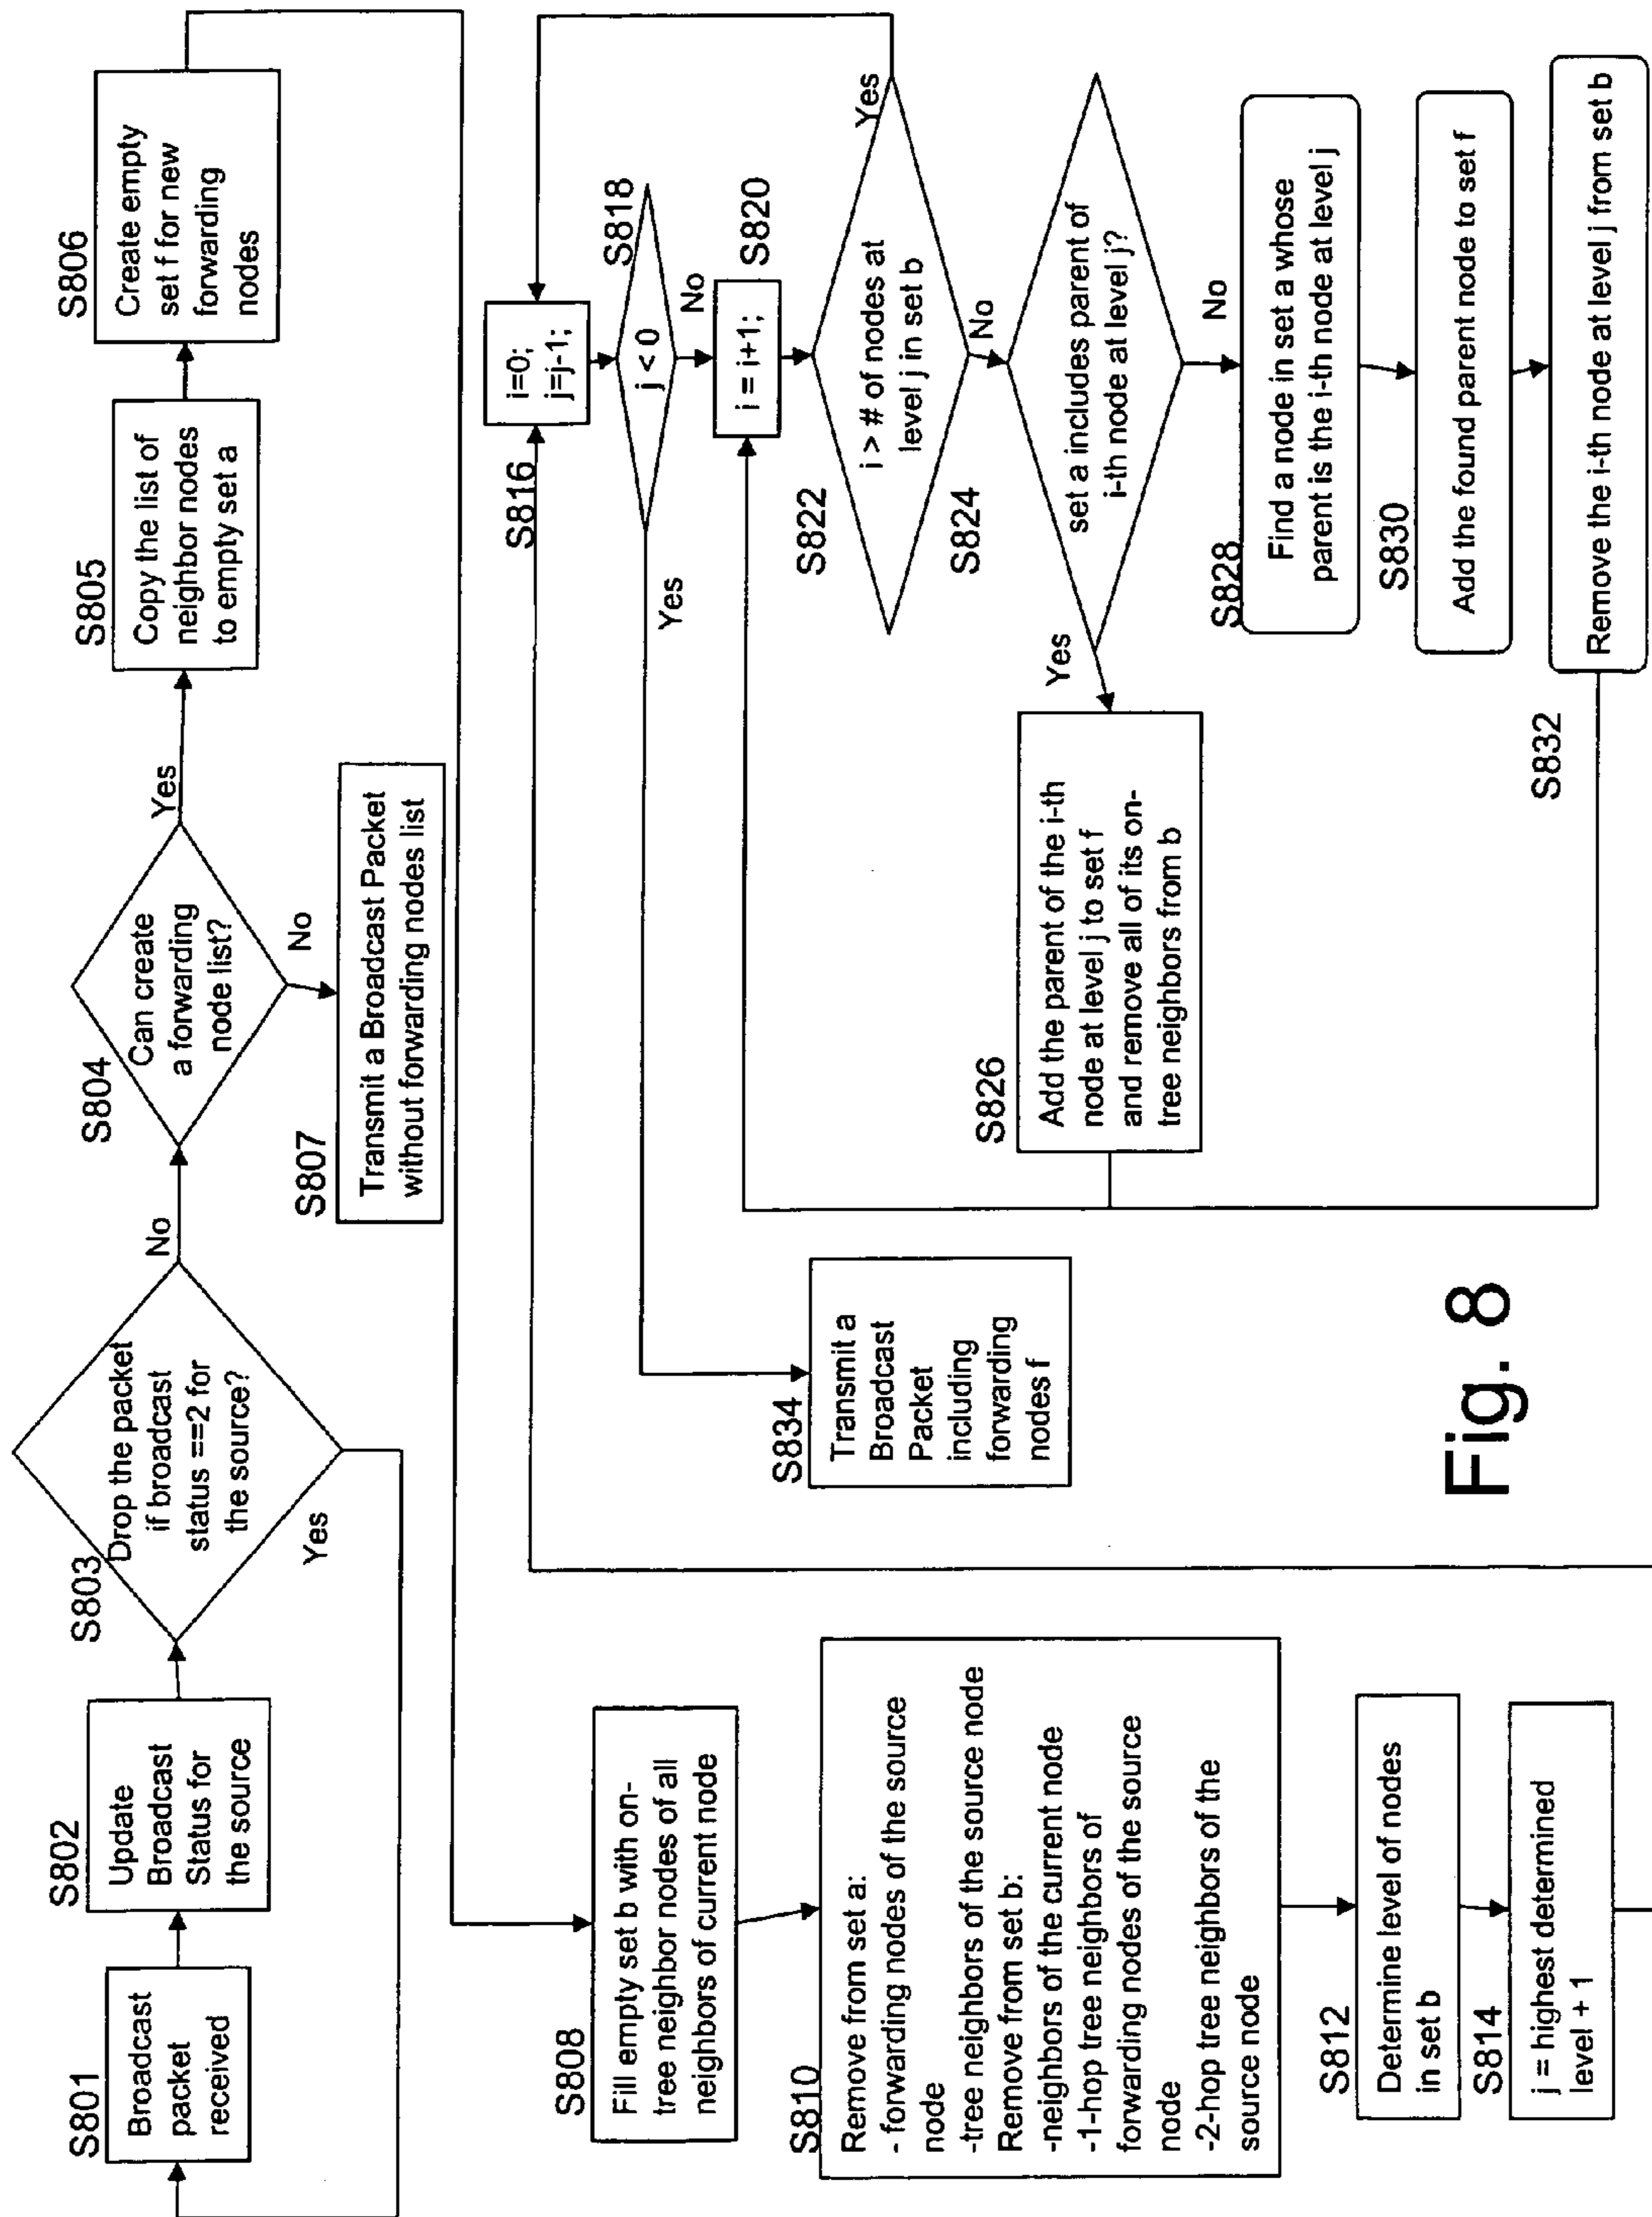 S801
Broadcast
packet
received
S802
Update
Broadcast
Status for
the source
S803
Drop the packet
if broadcast
status ==2 for
the source?
Yes
No
S804
Can create
a forwarding
node list?
Yes
No
S805
Copy the list of
neighbor nodes
to empty set a
S806
Create empty
set f for new
forwarding
nodes
S807
Transmit a Broadcast Packet
without forwarding nodes list
S808
Fill empty set b with on-
tree neighbor nodes of all
neighbors of current node
S810
Remove from set a:
- forwarding nodes of the source
node
-tree neighbors of the source node
Remove from set b:
-neighbors of the current node
-1-hop tree neighbors of
forwarding nodes of the source
node
-2-hop tree neighbors of the
source node
S812
Determine level of nodes
in set b
S814
j = highest determined
level + 1
S816
i=0;
j=j-1;
S818
j < 0
Yes
No
S820
i = i+1;
S822
i > # of nodes at
level j in set b
Yes
No
S824
set a includes parent of
i-th node at level j?
Yes
No
S826
Add the parent of the i-th
node at level j to set f
and remove all of its on-
tree neighbors from b
S828
Find a node in set a whose
parent is the i-th node at level j
S830
Add the found parent node to set f
S832
Remove the i-th node at level j from set b
S834
Transmit a
Broadcast
Packet
including
forwarding
nodes f
Fig. 8